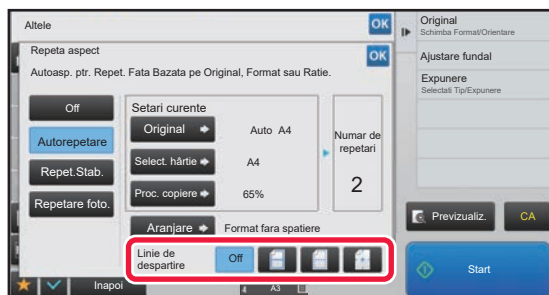 Altele
OK
Repeta aspect
OK
Autoasp. ptr. Repet. Fata Bazata pe Original, Format sau Ratie.
Off
Autorepetare
Repet.Stab.
Repetare foto.
Setari curente
Original
Auto A4
Select. hârtie
A4
Proc. copiere
65%
Numar de
repetari
2
Aranjare
Format fara spatiere
Linie de
despartire
Off
Inapoi
4
A3
Original
Schimba Format/Orientare
Ajustare fundal
Expunere
Selectati Tip/Expunere
Previzualiz.
CA
Start